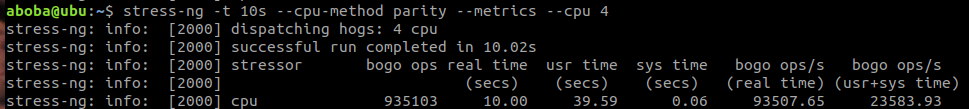 aboba@ubu:~$ stress-ng -t 10s --cpu-method parity --metrics --cpu 4
stress-ng: info:  [2000] dispatching hogs: 4 cpu
stress-ng: info:  [2000] successful run completed in 10.02s
stress-ng: info:  [2000] stressor       bogo ops real time  usr time  sys time   bogo ops/s   bogo ops/s
stress-ng: info:  [2000]                           (secs)    (secs)    (secs)   (real time) (usr+sys time)
stress-ng: info:  [2000] cpu              935103     10.00     39.59      0.06     93507.65     23583.93